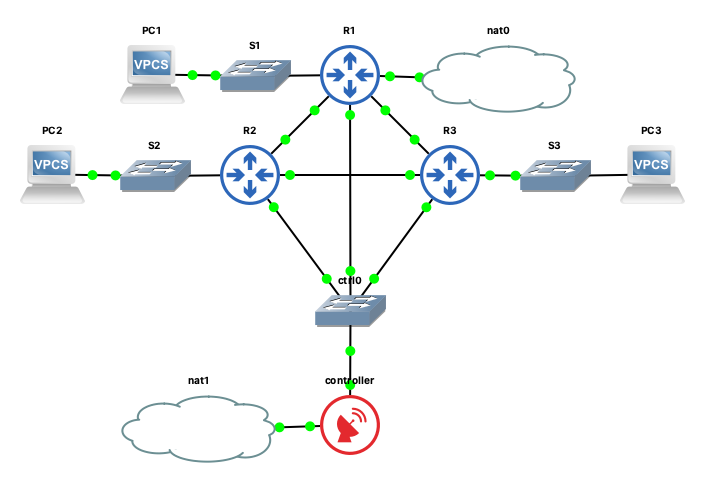 R1
PC1
nat0
S1
VPCS
PC2
S2
R2
R3
S3
PC3
VPCS
VPCS
ctrl0
nat1
controller